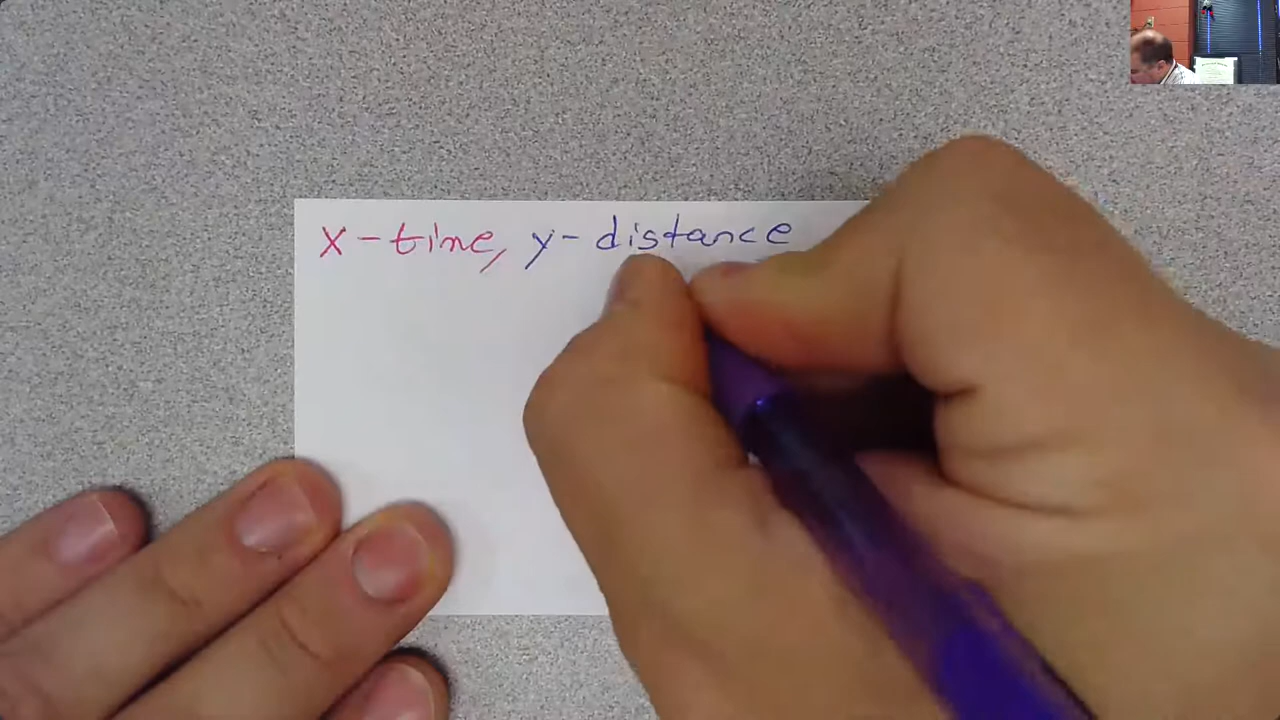 x - time, y - distance